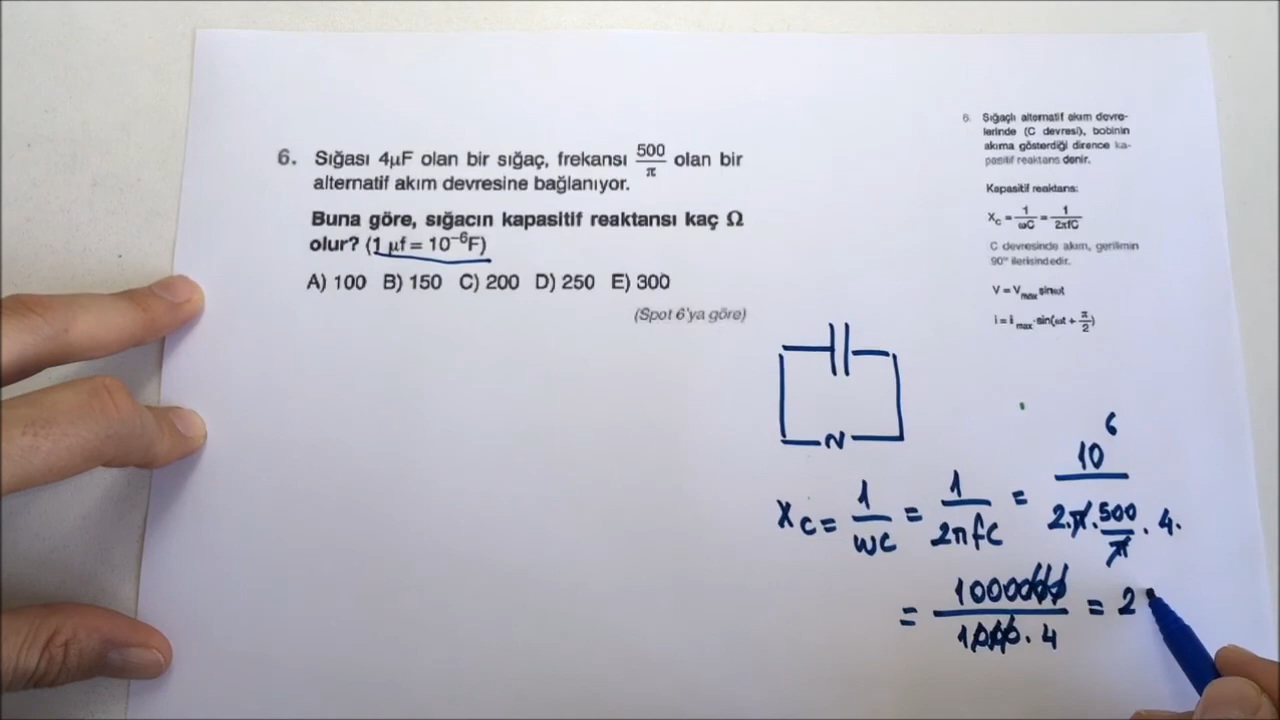 6. Sığası 4μF olan bir sığaç, frekansı 500/π olan bir
alternatif akım devresine bağlanıyor.
Buna göre, sığacın kapasitif reaktansı kaç Ω
olur? (1 μf = 10⁻⁶F)
A) 100 B) 150 C) 200 D) 250 E) 300
(Spot 6'ya göre)
6. Sığaçlı alternatif akım devre-
lerinde (C devresi), bobinin
akıma gösterdiği dirence ka-
pasitif reaktans denir.
Kapasitif reaktans:
X_c = 1/ωC = 1/2πfC
C devresinde akım, gerilimin
90° ilerisindedir.
V = V_max sinωt
i = i_max·sin(ωt + π/2)
X_C = 1/wC = 1/2πfC = 10⁶/2.π.500/π . 4.
= 1000000/1000.4 = 2